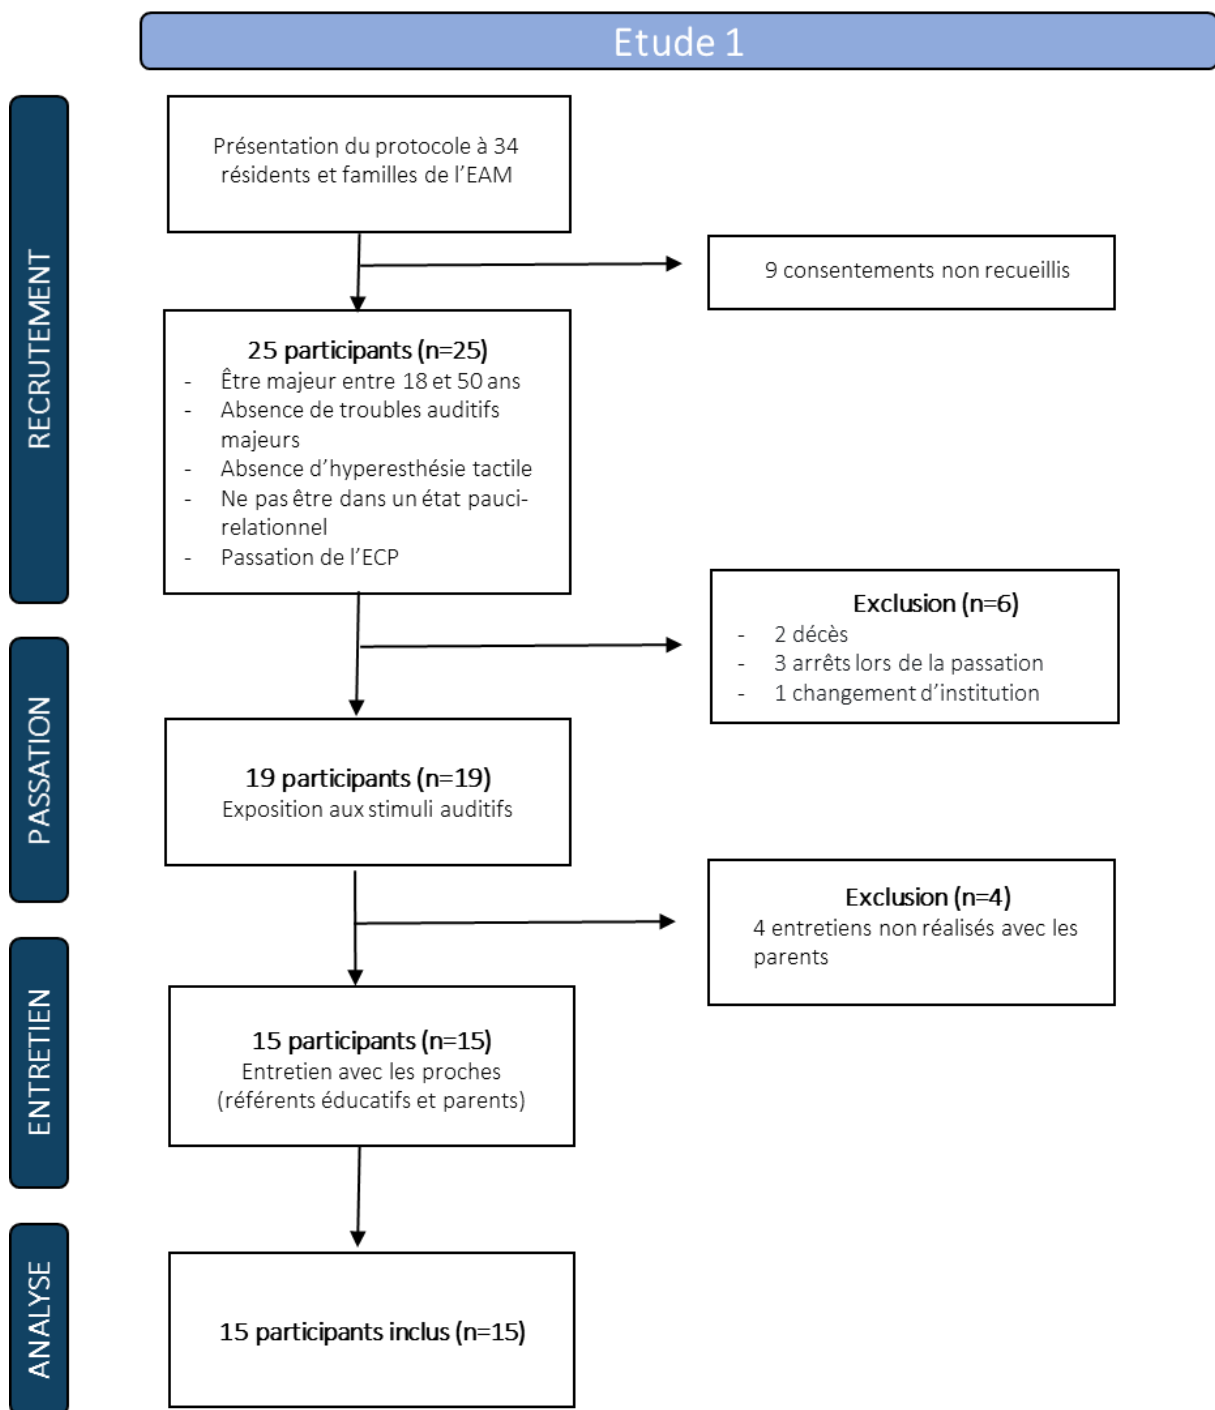 Etude 1
RECRUTEMENT
Présentation du protocole à 34
résidents et familles de l’EAM
9 consentements non recueillis
25 participants (n=25)
- Être majeur entre 18 et 50 ans
- Absence de troubles auditifs
majeurs
- Absence d’hyperesthésie tactile
- Ne pas être dans un état pauci-
relationnel
- Passation de l’ECP
Exclusion (n=6)
- 2 décès
- 3 arrêts lors de la passation
- 1 changement d’institution
PASSATION
19 participants (n=19)
Exposition aux stimuli auditifs
Exclusion (n=4)
4 entretiens non réalisés avec les
parents
ENTRETIEN
15 participants (n=15)
Entretien avec les proches
(référents éducatifs et parents)
ANALYSE
15 participants inclus (n=15)